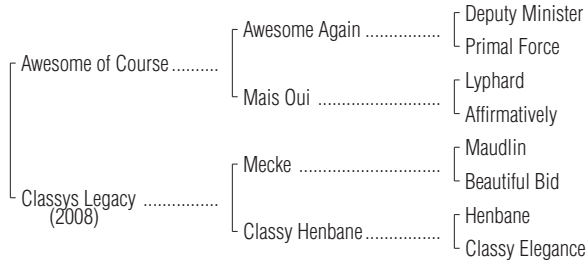 Deputy Minister
Awesome Again ................
Primal Force
Awesome of Course ..........
Lyphard
Mais Oui ......................
Affirmatively
Maudlin
Mecke .........................
Beautiful Bid
Classys Legacy ................
(2008)
Henbane
Classy Henbane ................
Classy Elegance